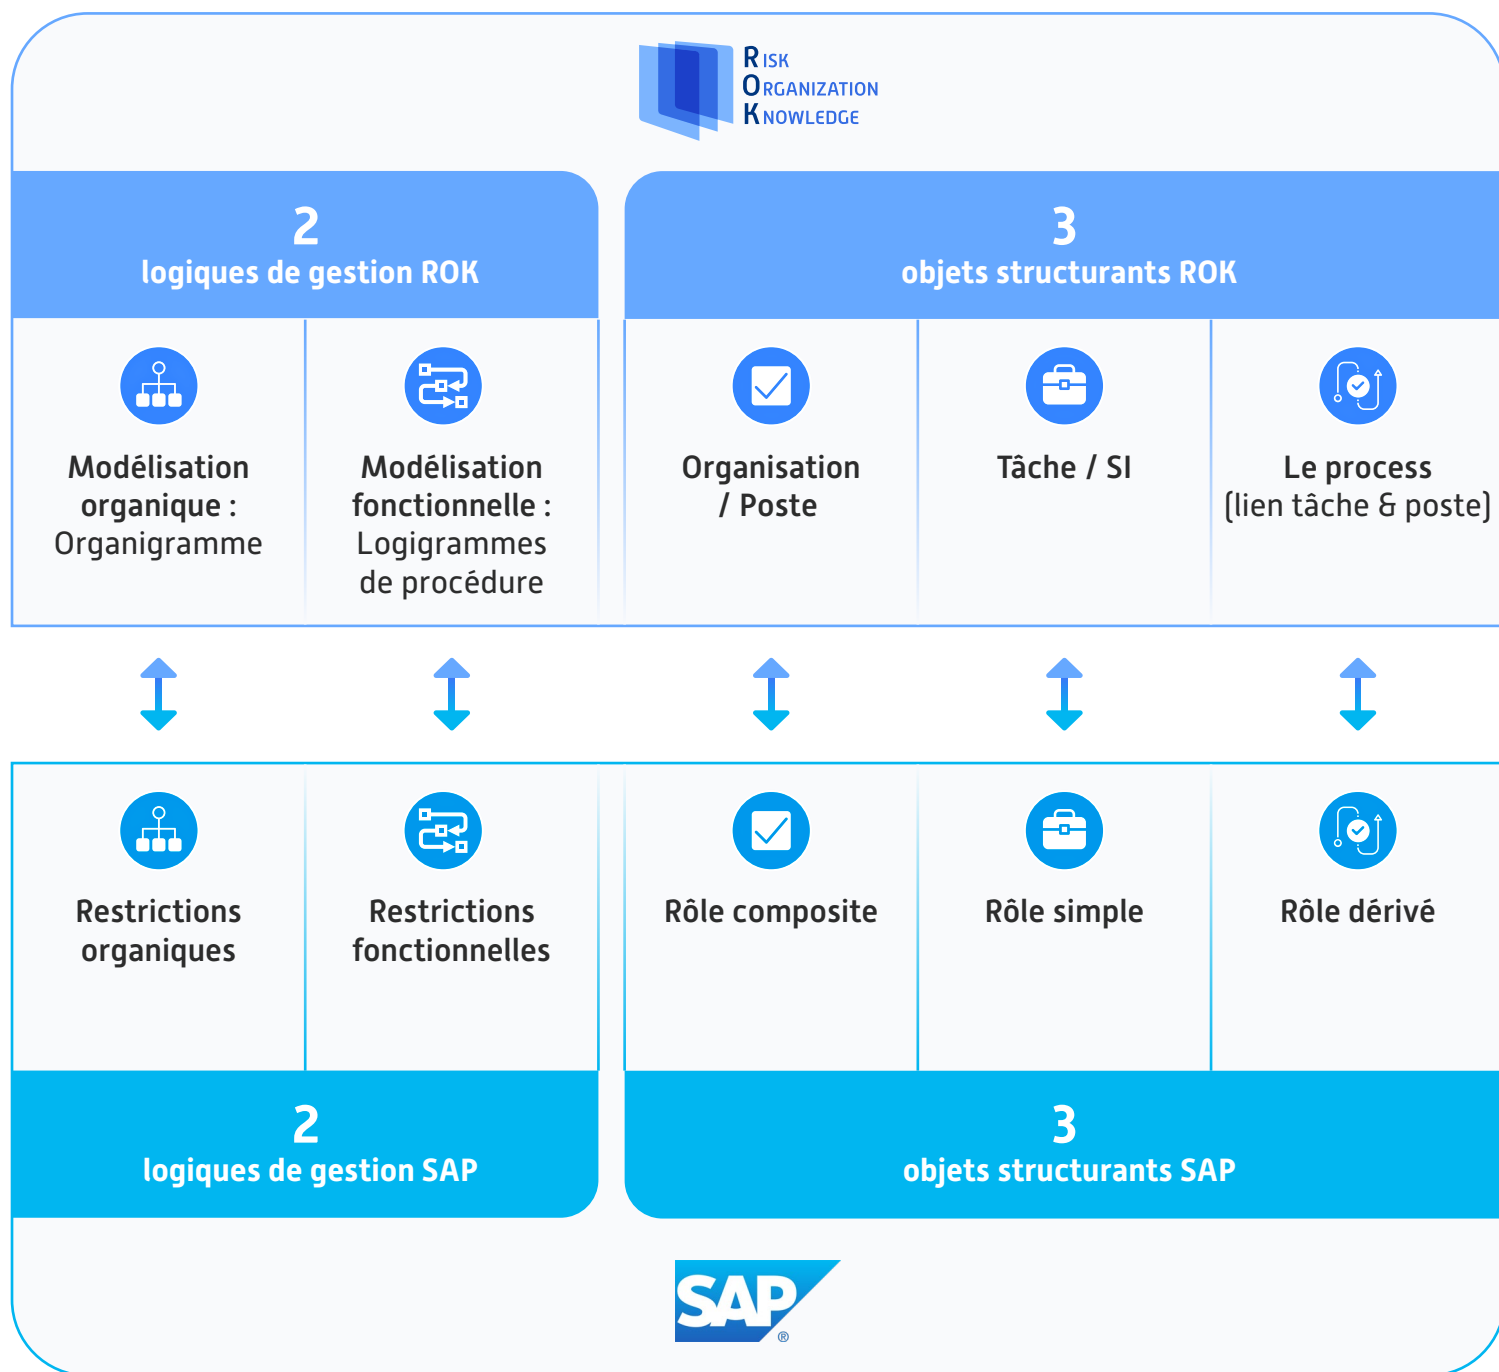 RISK
ORGANIZATION
KNOWLEDGE
2
logiques de gestion ROK
3
objets structurants ROK
Modélisation
organique :
Organigramme
Modélisation
fonctionnelle :
Logigrammes
de procédure
Organisation
/ Poste
Tâche / SI
Le process
(lien tâche & poste)
Restrictions
organiques
Restrictions
fonctionnelles
Rôle composite
Rôle simple
Rôle dérivé
2
logiques de gestion SAP
3
objets structurants SAP
SAP®